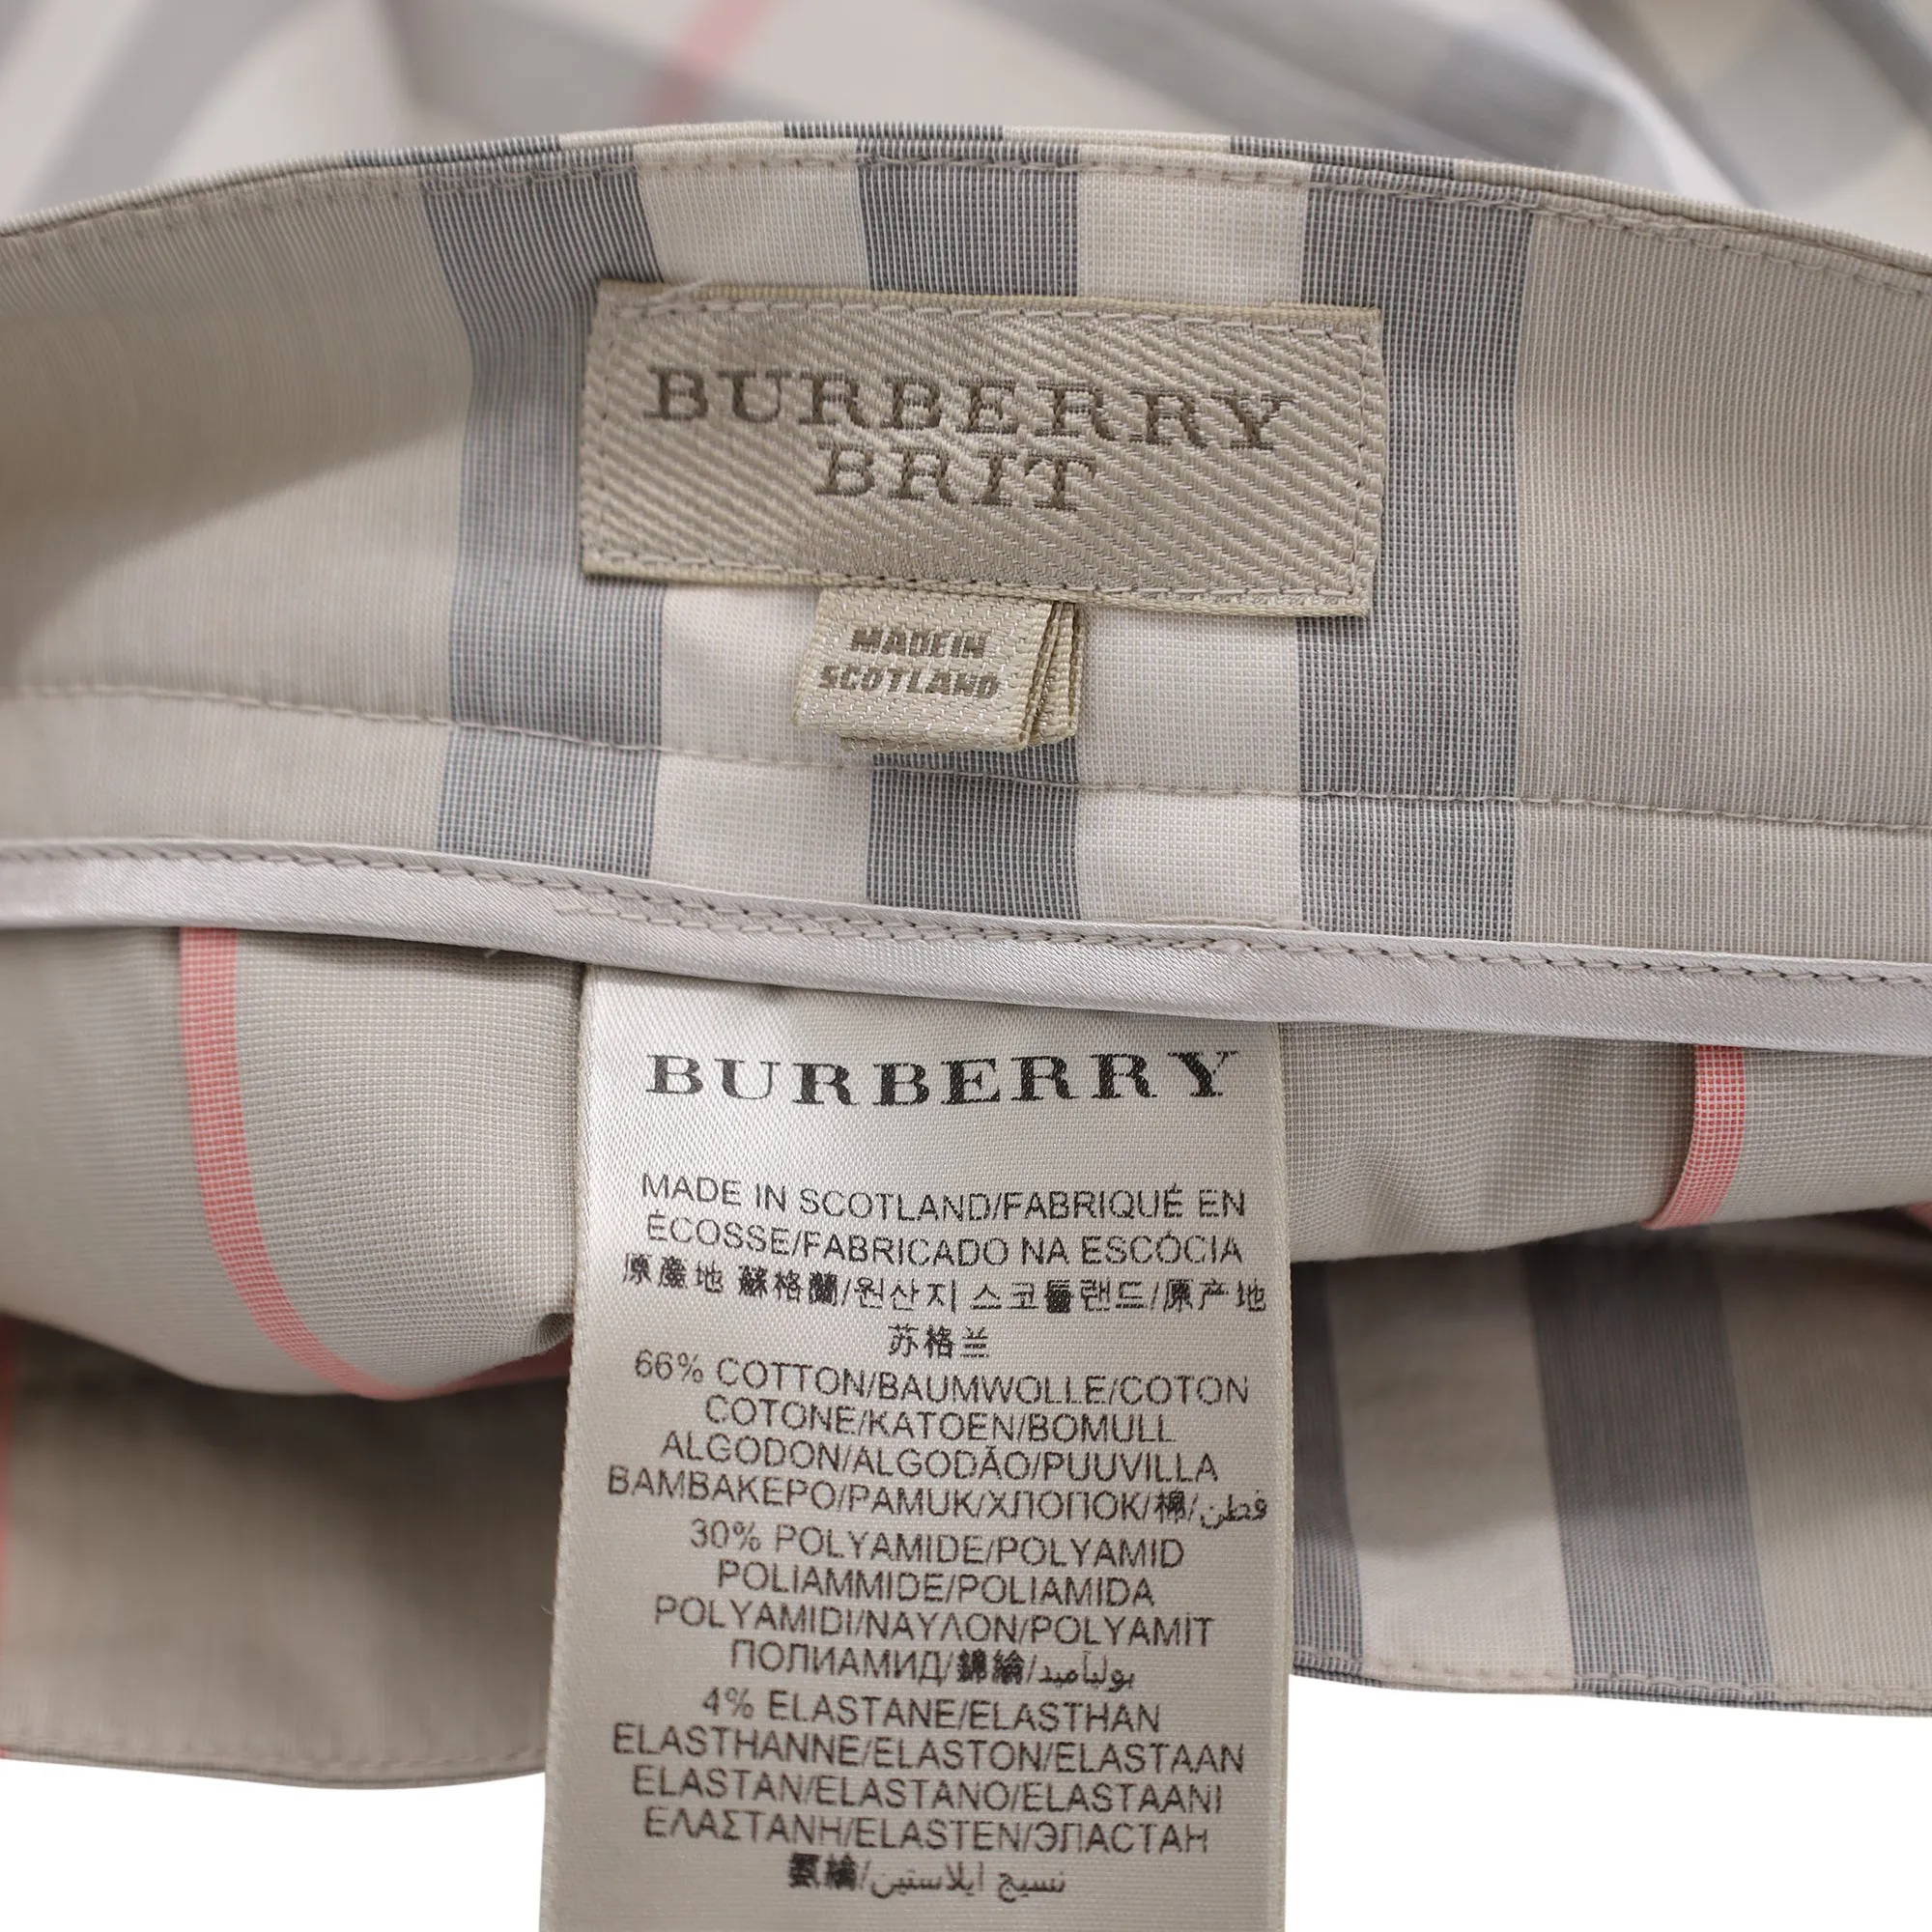 BURBERRY
BRIT
MADE IN
SCOTLAND
BURBERRY
MADE IN SCOTLAND/FABRIQUÉ EN
ÉCOSSE/FABRICADO NA ESCÓCIA
原產地 蘇格蘭/원산지 스코틀랜드/原产地
苏格兰
66% COTTON/BAUMWOLLE/COTON
COTONE/KATOEN/BOMULL
ALGODON/ALGODÃO/PUUVILLA
ΒΑΜΒΑΚΕΡΟ/PAMUK/ХЛОПОК/棉/قطن
30% POLYAMIDE/POLYAMID
POLIAMMIDE/POLIAMIDA
POLYAMIDI/ΝΑΥΛΟΝ/POLYAMİT
ПОЛИАМИД/錦綸/بولياميد
4% ELASTANE/ELASTHAN
ELASTHANNE/ELASTON/ELASTAAN
ELASTAN/ELASTANO/ELASTAANI
ΕΛΑΣΤΑΝΗ/ELASTEN/ЭЛАСТАН
氨綸/نسيج ايلاستين